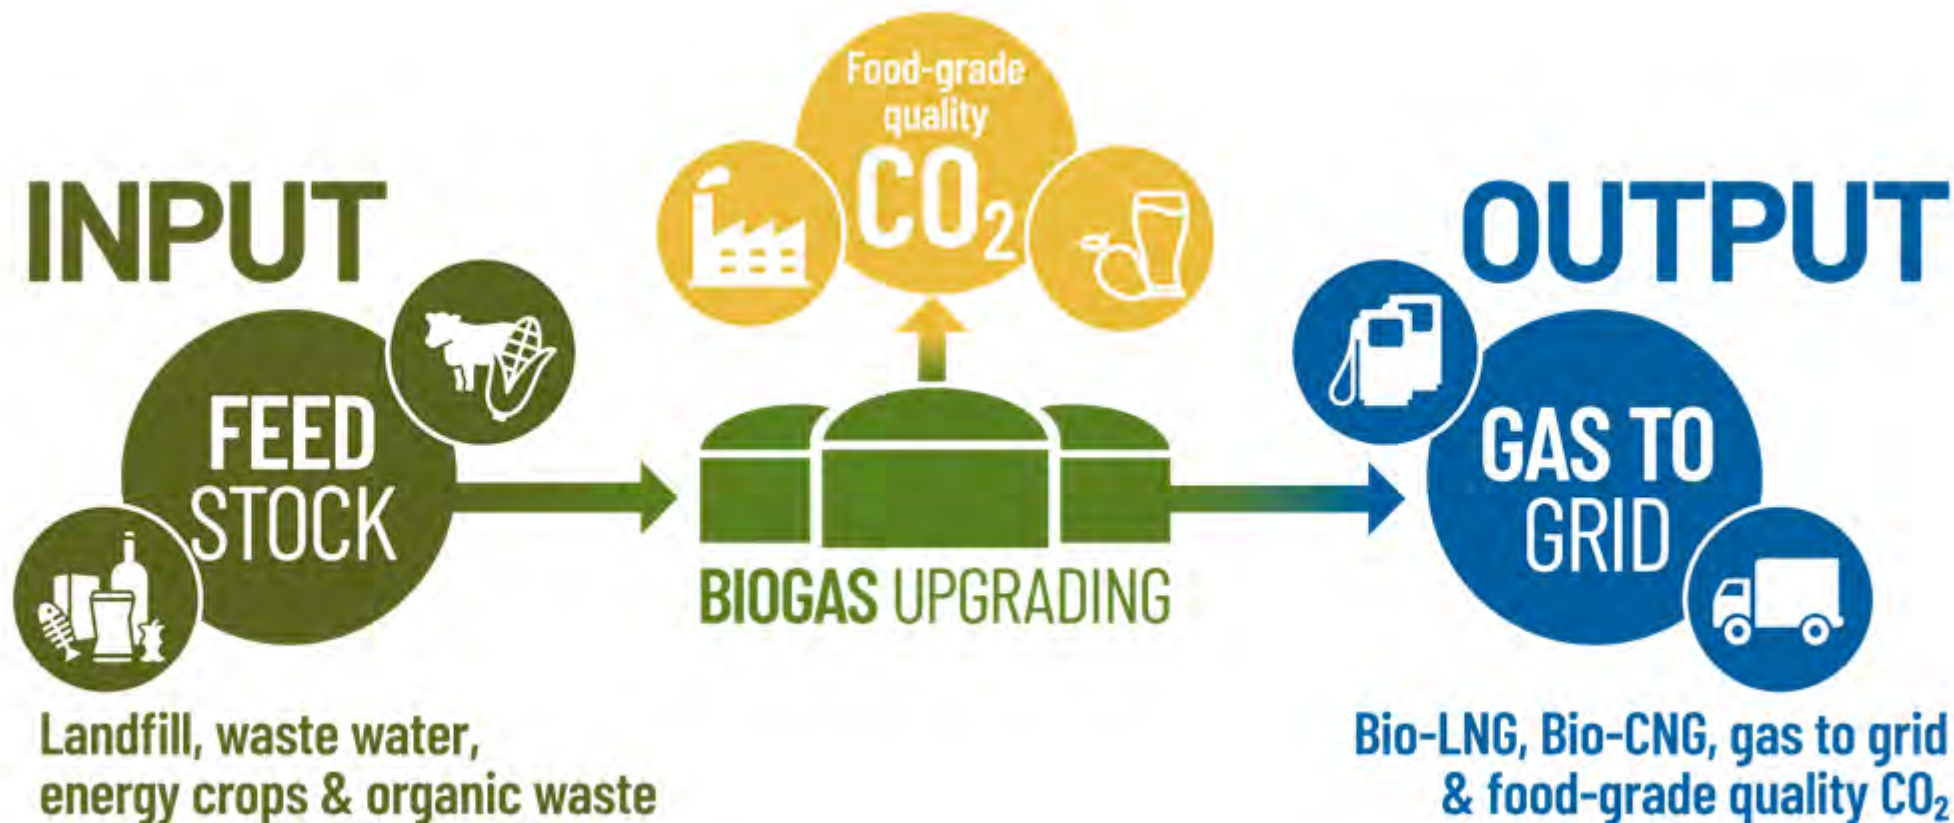 INPUT
FEED
STOCK
Landfill, waste water,
energy crops & organic waste
Food-grade
quality
CO₂
BIOGAS UPGRADING
OUTPUT
GAS TO
GRID
Bio-LNG, Bio-CNG, gas to grid
& food-grade quality CO₂